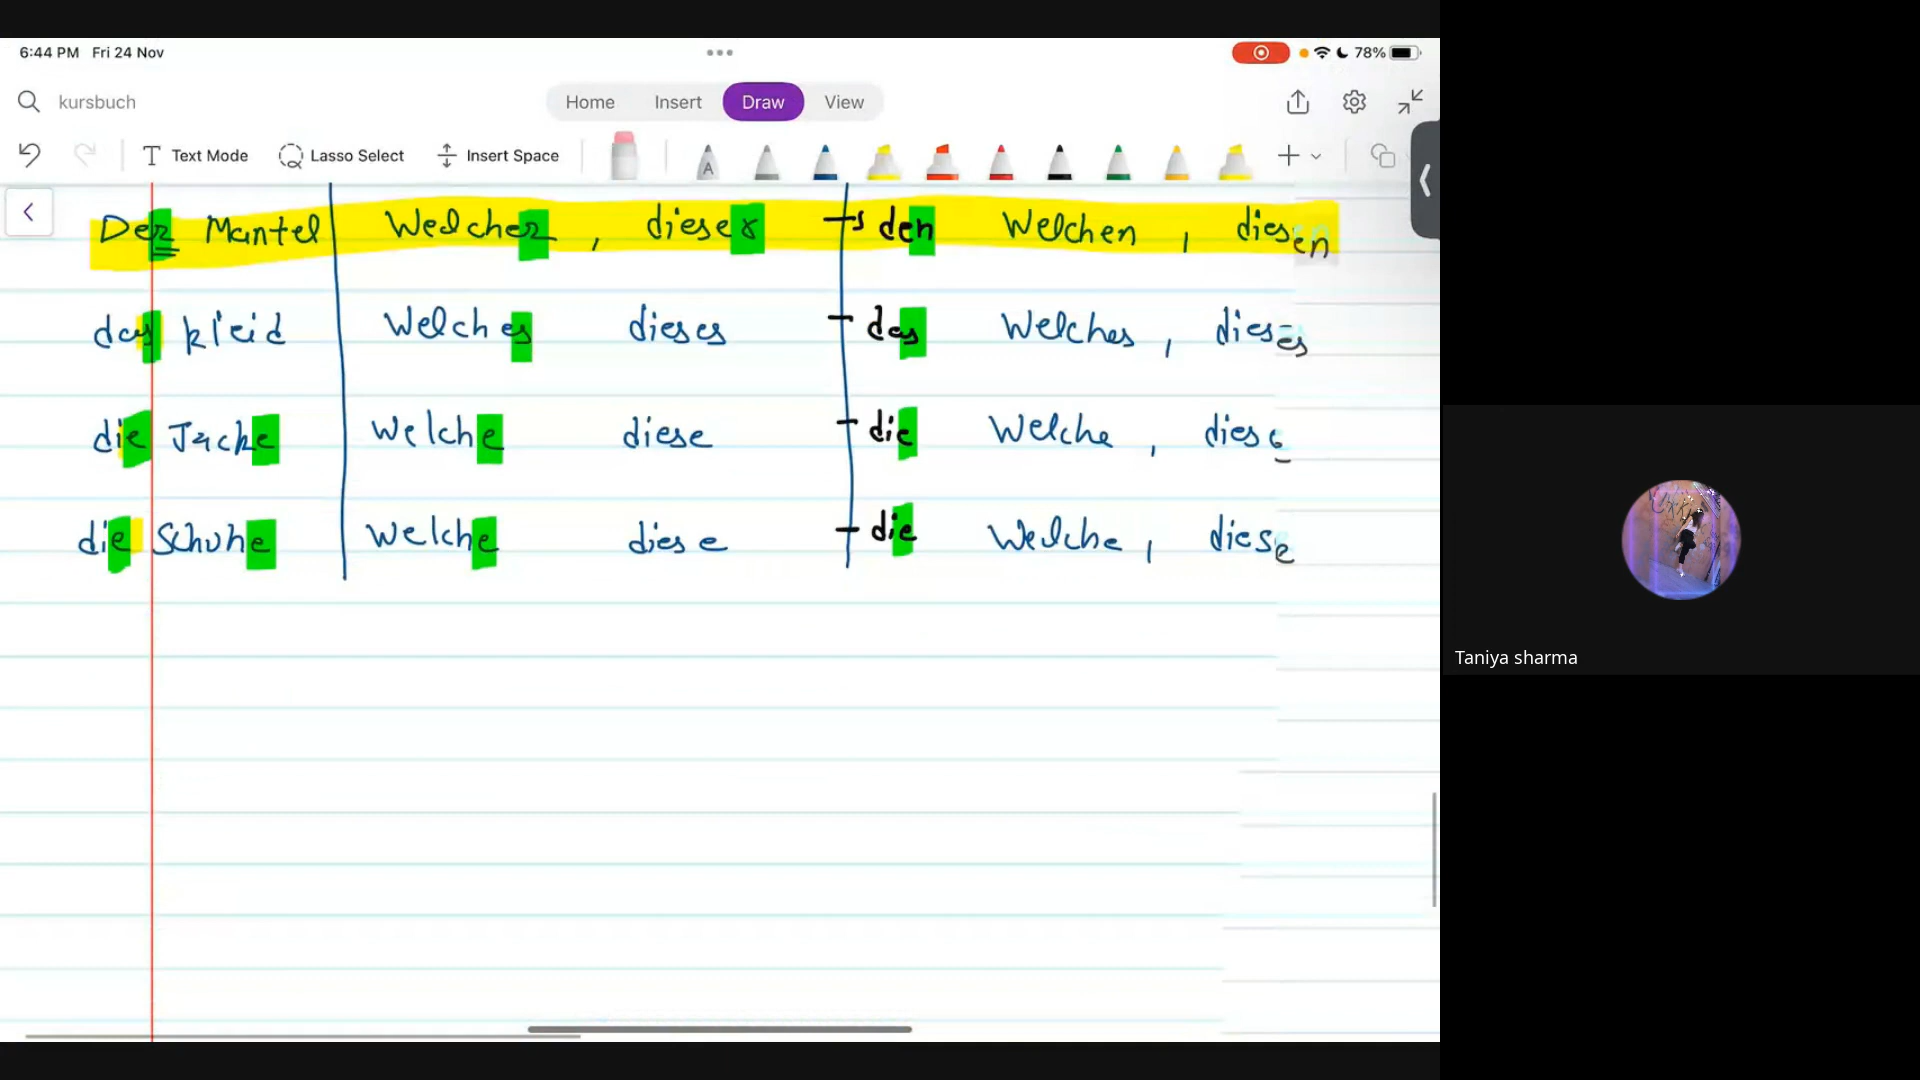 6:44 PM Fri 24 Nov 78%
kursbuch Home Insert Draw View
Text Mode Lasso Select Insert Space A
Der Mantel Welcher , dieser den Welchen , diesen
das kleid Welches dieses das Welches , dieses
die Jacke Welche diese die Welche , diese
die Schuhe Welche diese die Welche , diese
Taniya sharma